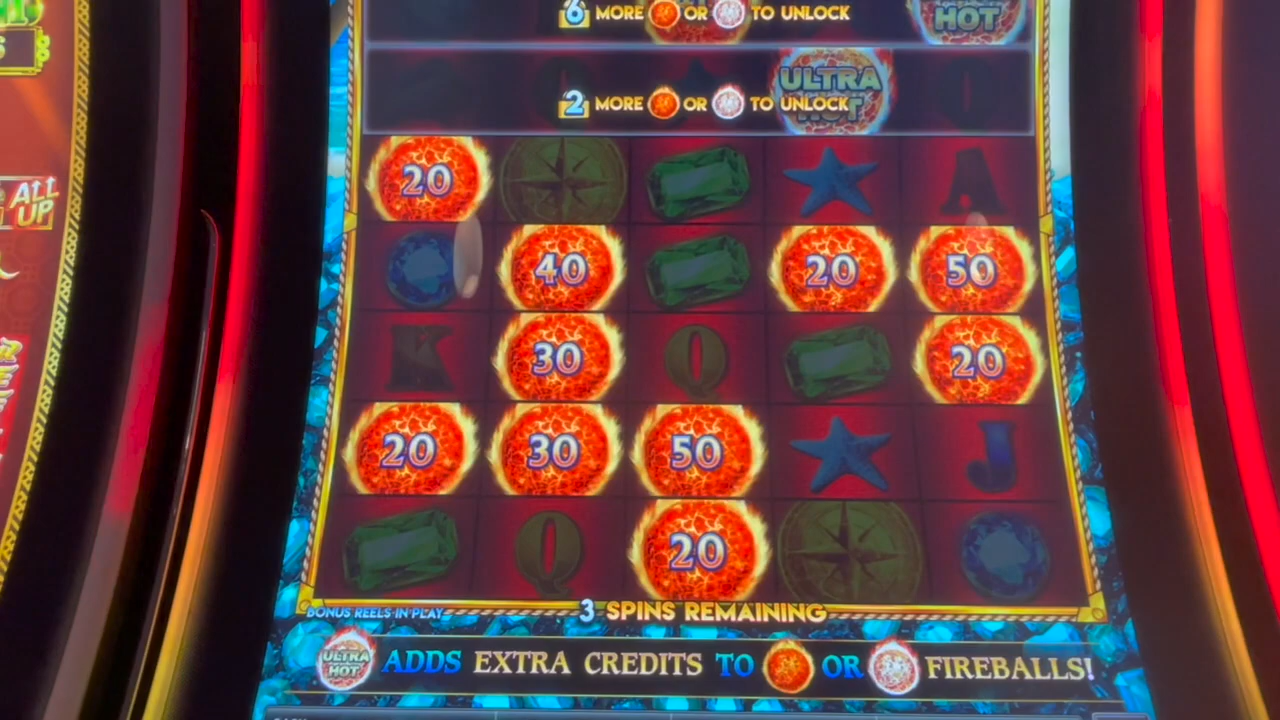 6 MORE OR TO UNLOCK
HOT
2 MORE OR TO UNLOCK
ULTRA
HOT
ALL
UP
20
A
40
20
50
K
30
Q
20
20
30
50
J
Q
20
3 SPINS REMAINING
BONUS REELS IN PLAY
ULTRA
HOT
ADDS EXTRA CREDITS TO OR FIREBALLS!